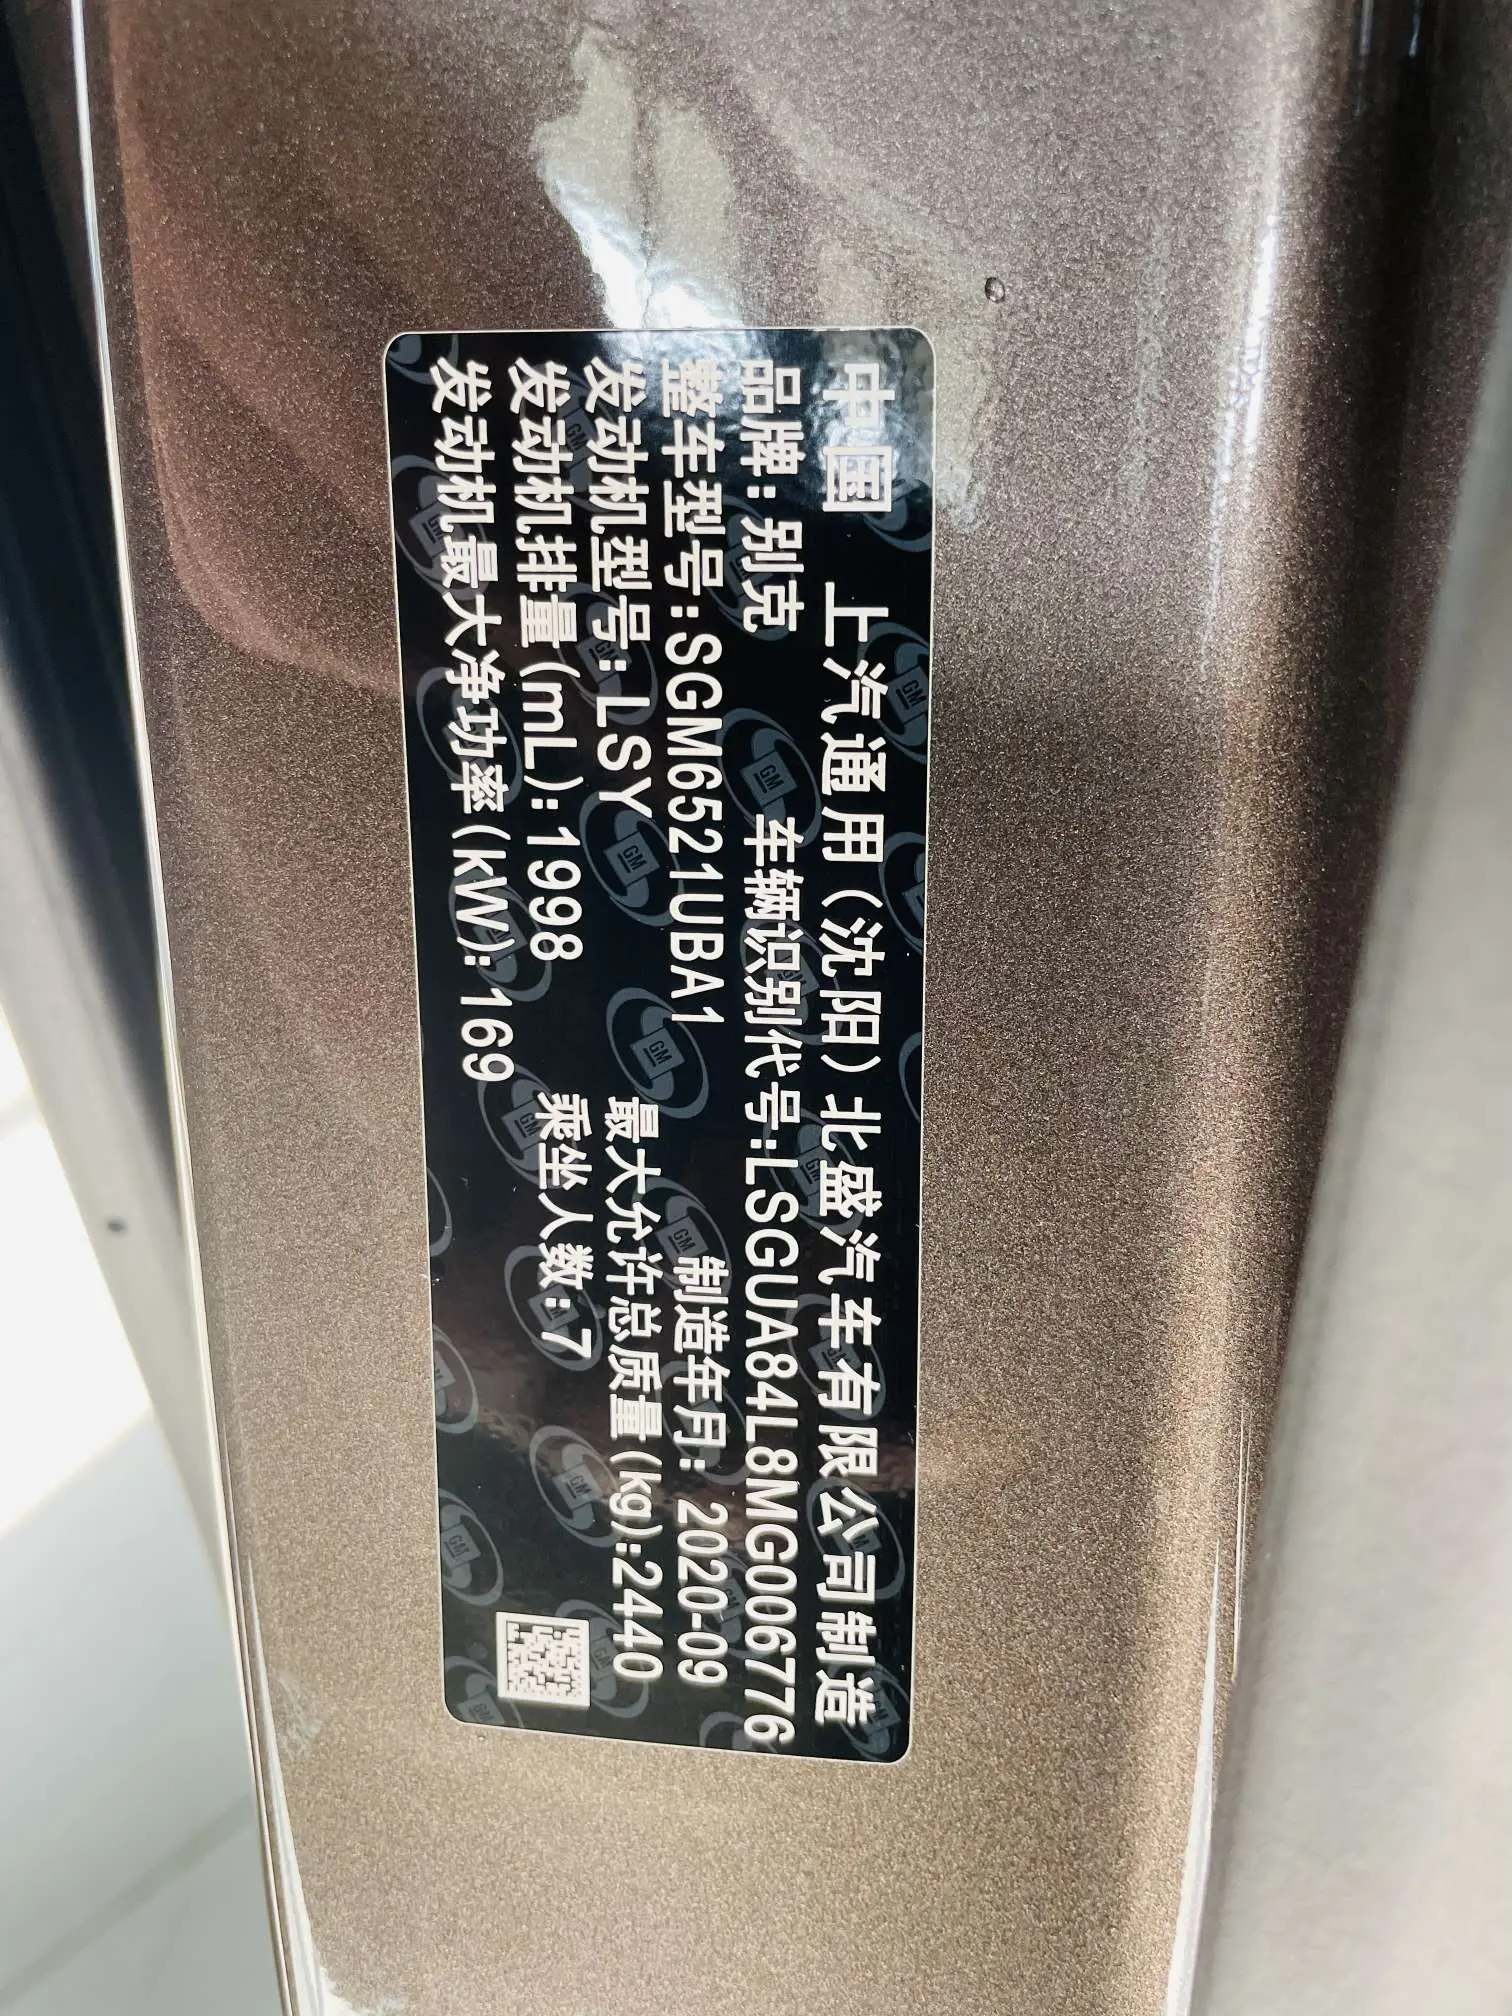 中国 上汽通用(沈阳)北盛汽车有限公司制造
品牌:别克 车辆识别代号:LSGUA84L8MG006776
整车型号:SGM6521UBA1 制造年月:2020-09
发动机型号:LSY 最大允许总质量(kg):2440
发动机排量(mL):1998 乘坐人数:7
发动机最大净功率(kW):169